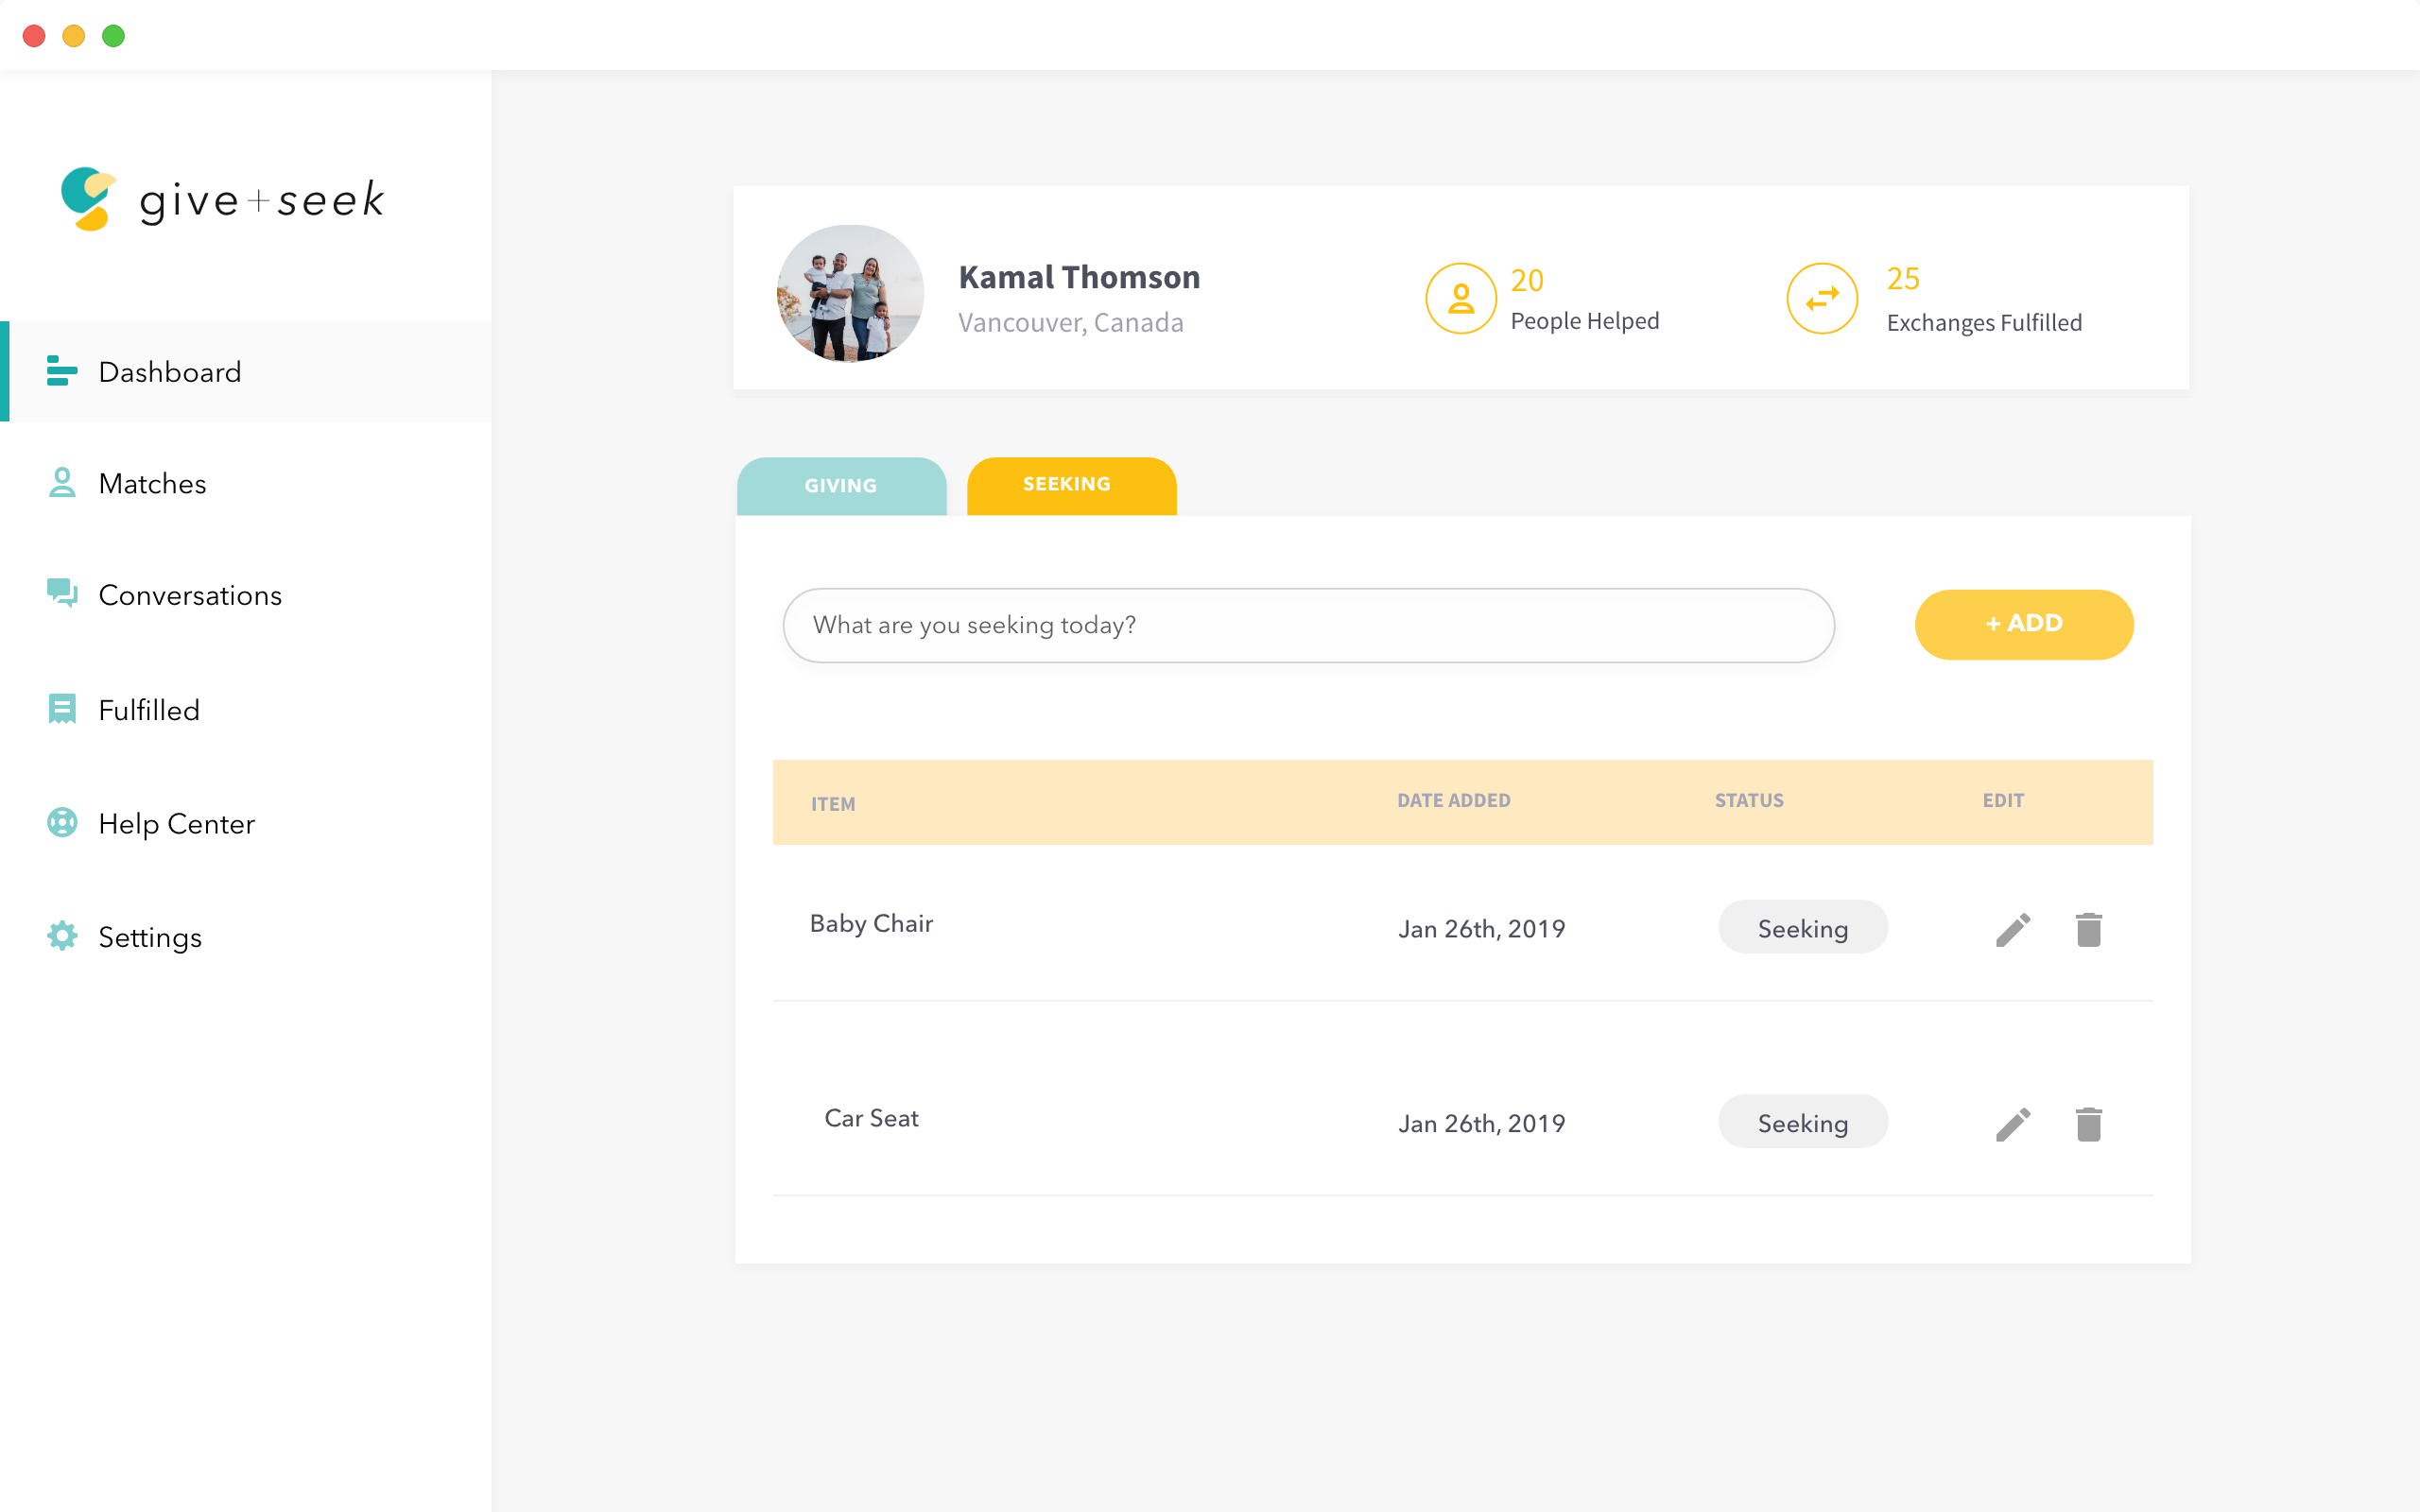 give+seek
Dashboard
Matches
Conversations
Fulfilled
Help Center
Settings
Kamal Thomson
Vancouver, Canada
20
People Helped
25
Exchanges Fulfilled
GIVING
SEEKING
What are you seeking today?
+ ADD
ITEM DATE ADDED STATUS EDIT
Baby Chair Jan 26th, 2019 Seeking
Car Seat Jan 26th, 2019 Seeking